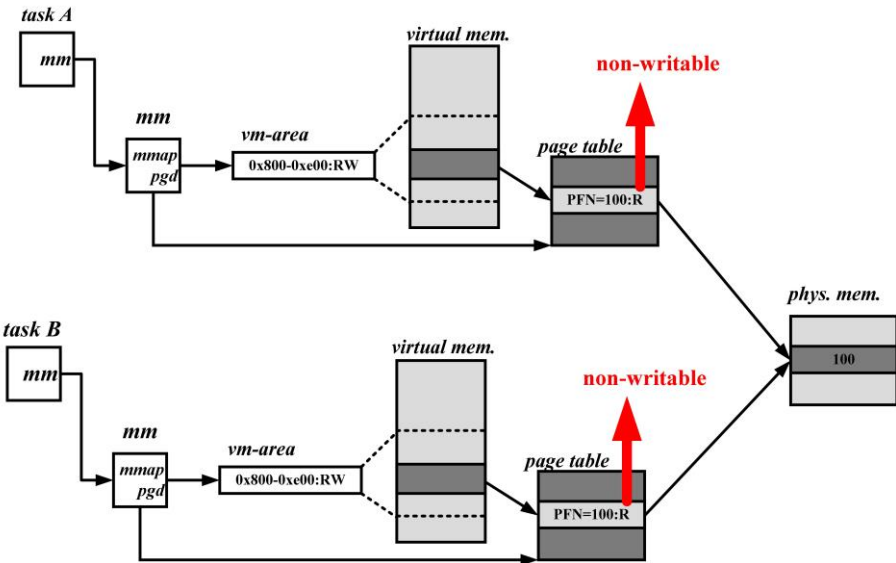 task A
mm
mm
mmap
pgd
vm-area
0x800-0xe00:RW
virtual mem.
non-writable
page table
PFN=100:R
phys. mem.
100
task B
mm
mm
mmap
pgd
vm-area
0x800-0xe00:RW
virtual mem.
non-writable
page table
PFN=100:R